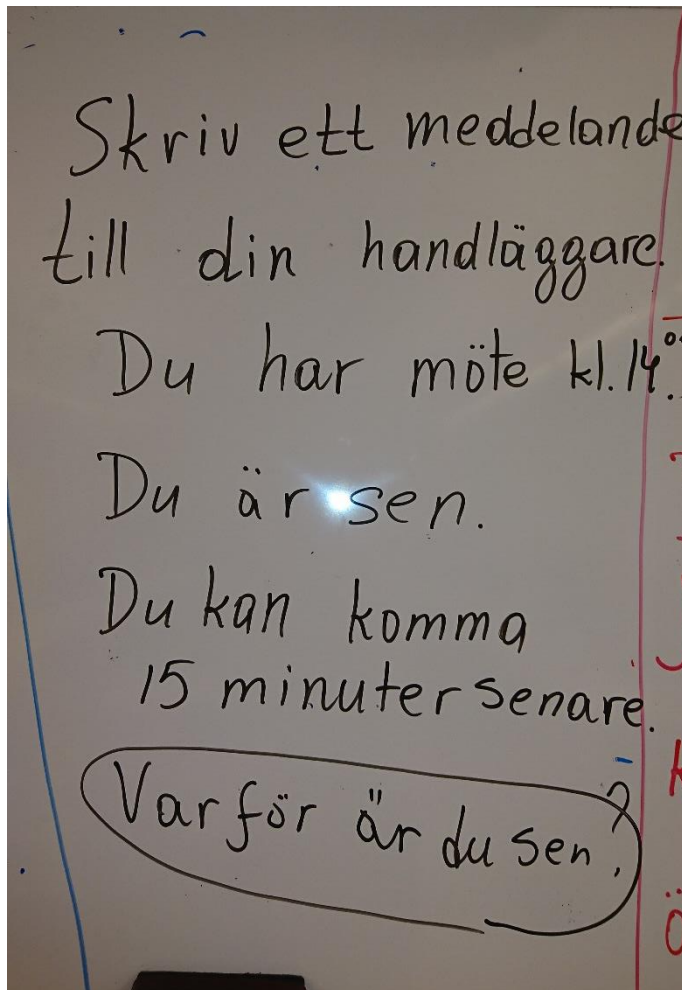 Skriv ett meddelande
till din handläggare.
Du har möte kl. 14.
Du är sen.
Du kan komma
15 minuter senare.
Varför är du sen?